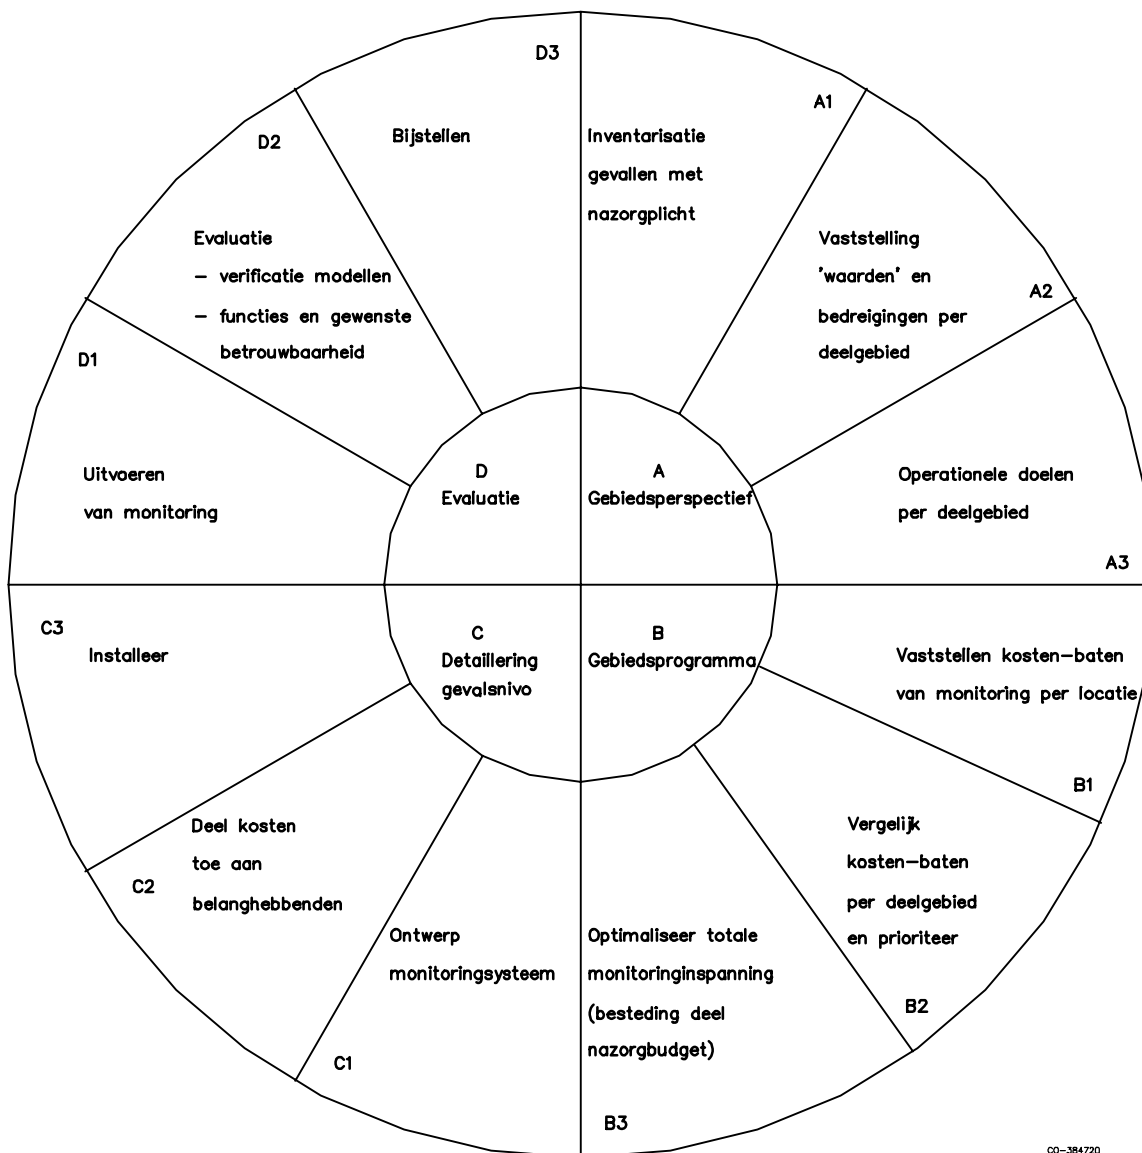 D3
A1
Inventarisatie
gevallen met
nazorgplicht
Vaststelling
'waarden' en
bedreigingen per
deelgebied
A2
Operationele doelen
per deelgebied
A3
A
Gebiedsperspectief
B
Gebiedsprogramma
Vaststellen kosten-baten
van monitoring per locatie
B1
Vergelijk
kosten-baten
per deelgebied
en prioriteer
B2
Optimaliseer totale
monitoringinspanning
(besteding deel
nazorgbudget)
B3
C
Detaillering
gevalsnivo
Ontwerp
monitoringsysteem
C1
Deel kosten
toe aan
belanghebbenden
C2
C3
Installeer
D
Evaluatie
Uitvoeren
van monitoring
D1
Evaluatie
- verificatie modellen
- functies en gewenste
betrouwbaarheid
D2
Bijstellen
CO-384720